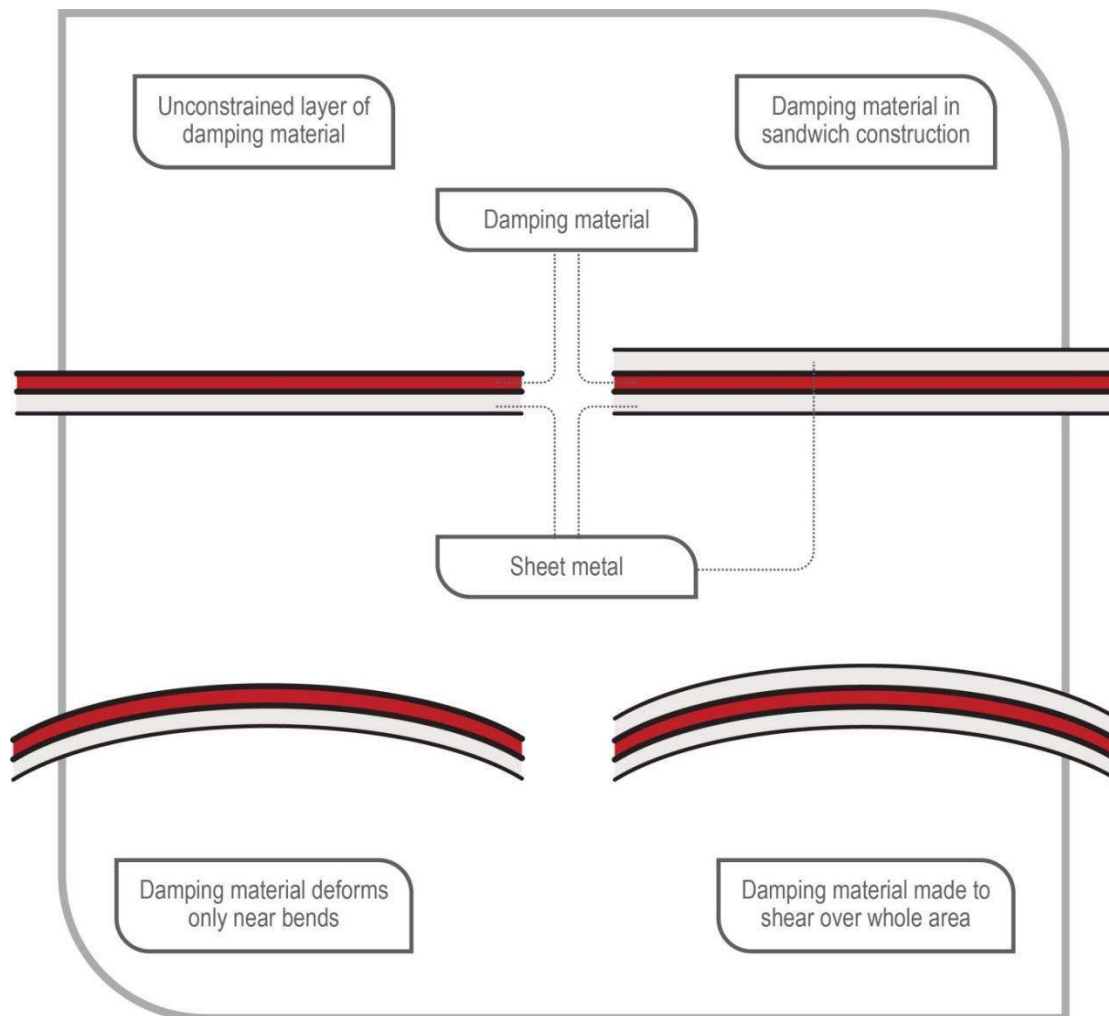 Unconstrained layer of
damping material
Damping material in
sandwich construction
Damping material
Sheet metal
Damping material deforms
only near bends
Damping material made to
shear over whole area